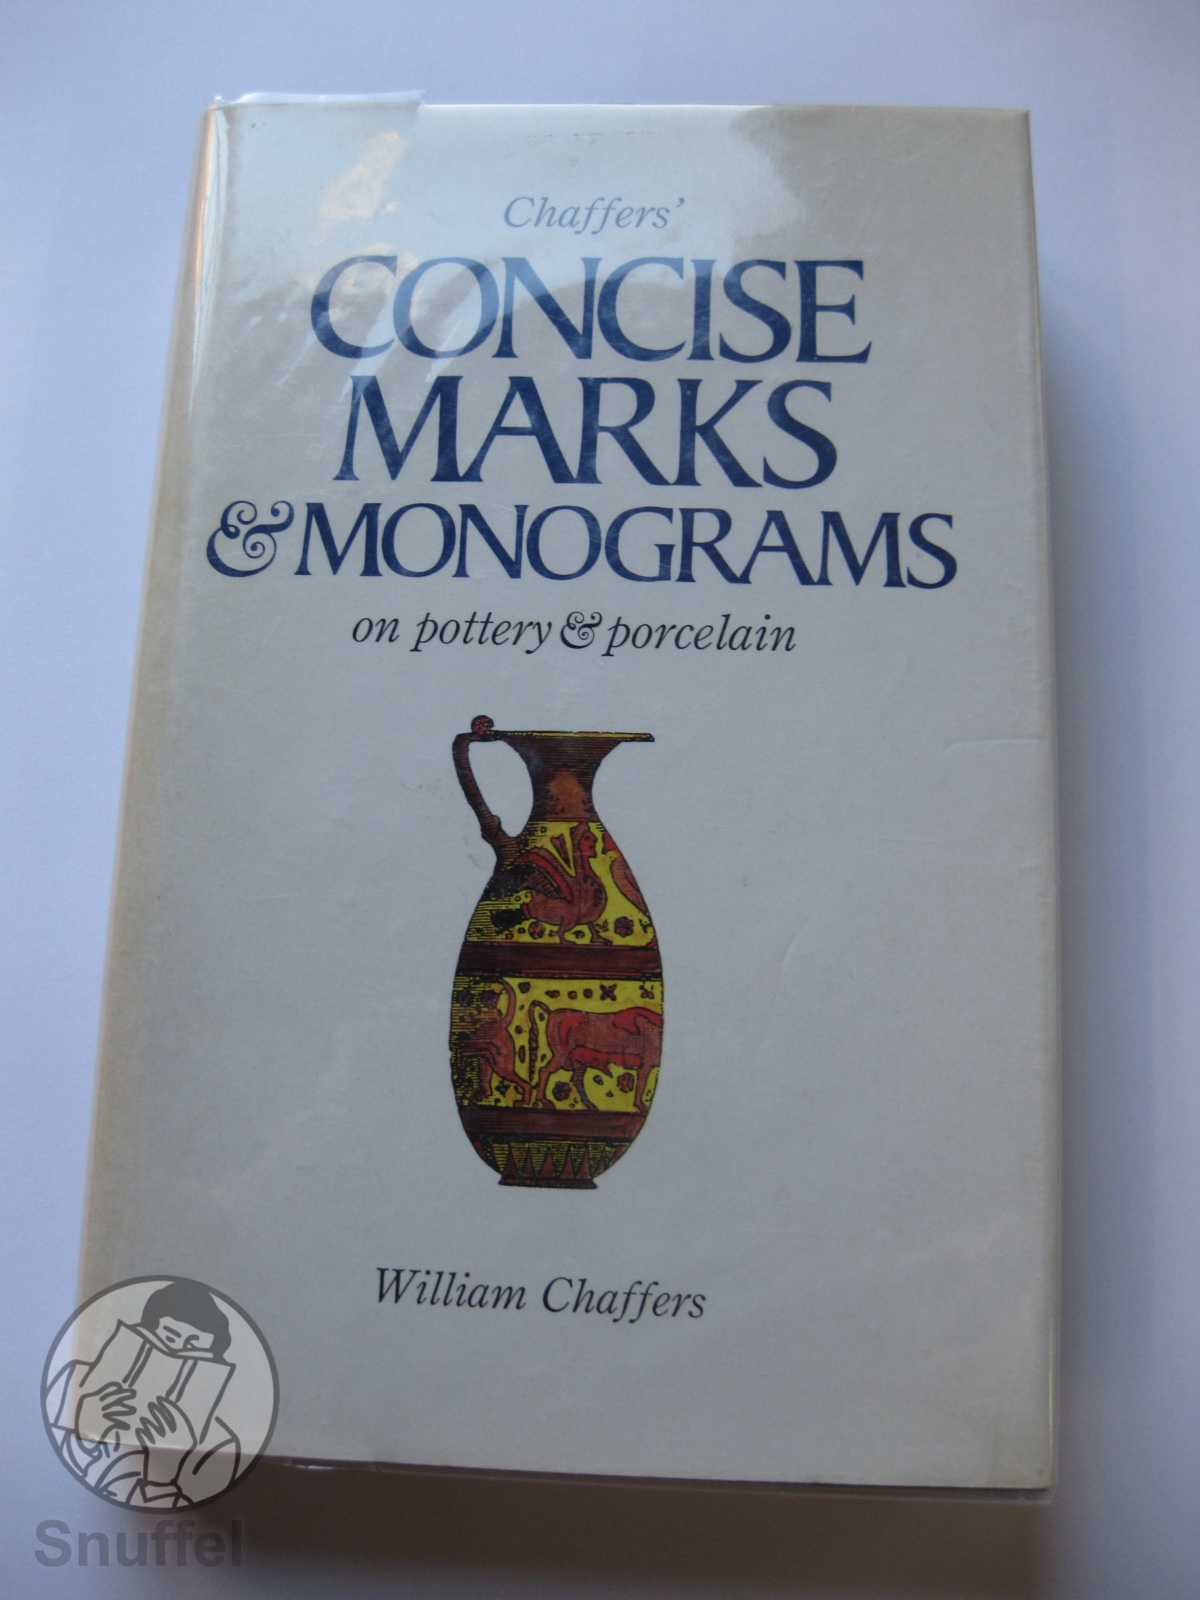 Chaffers'
CONCISE
MARKS
& MONOGRAMS
on pottery & porcelain
William Chaffers
Snuffel